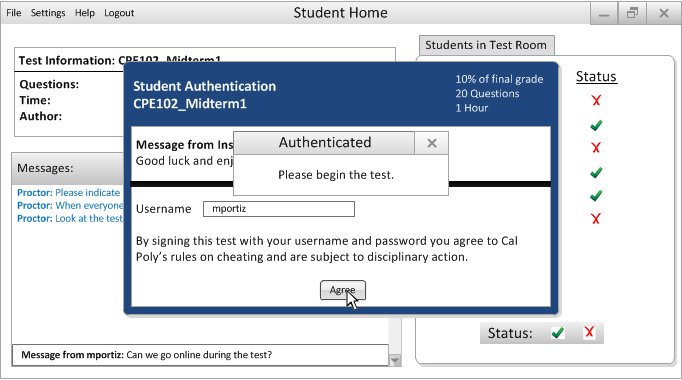 File Settings Help Logout
Student Home
Students in Test Room
Test Information: CPE102_Midterm1
Questions:
Time:
Author:
Status
Student Authentication
CPE102_Midterm1
10% of final grade
20 Questions
1 Hour
Message from Ins
Good luck and enj
Authenticated
Please begin the test.
Username mportiz
By signing this test with your username and password you agree to Cal
Poly's rules on cheating and are subject to disciplinary action.
Agree
Messages:
Proctor: Please indicate
Proctor: When everyone
Proctor: Look at the test
Status:
Message from mportiz: Can we go online during the test?